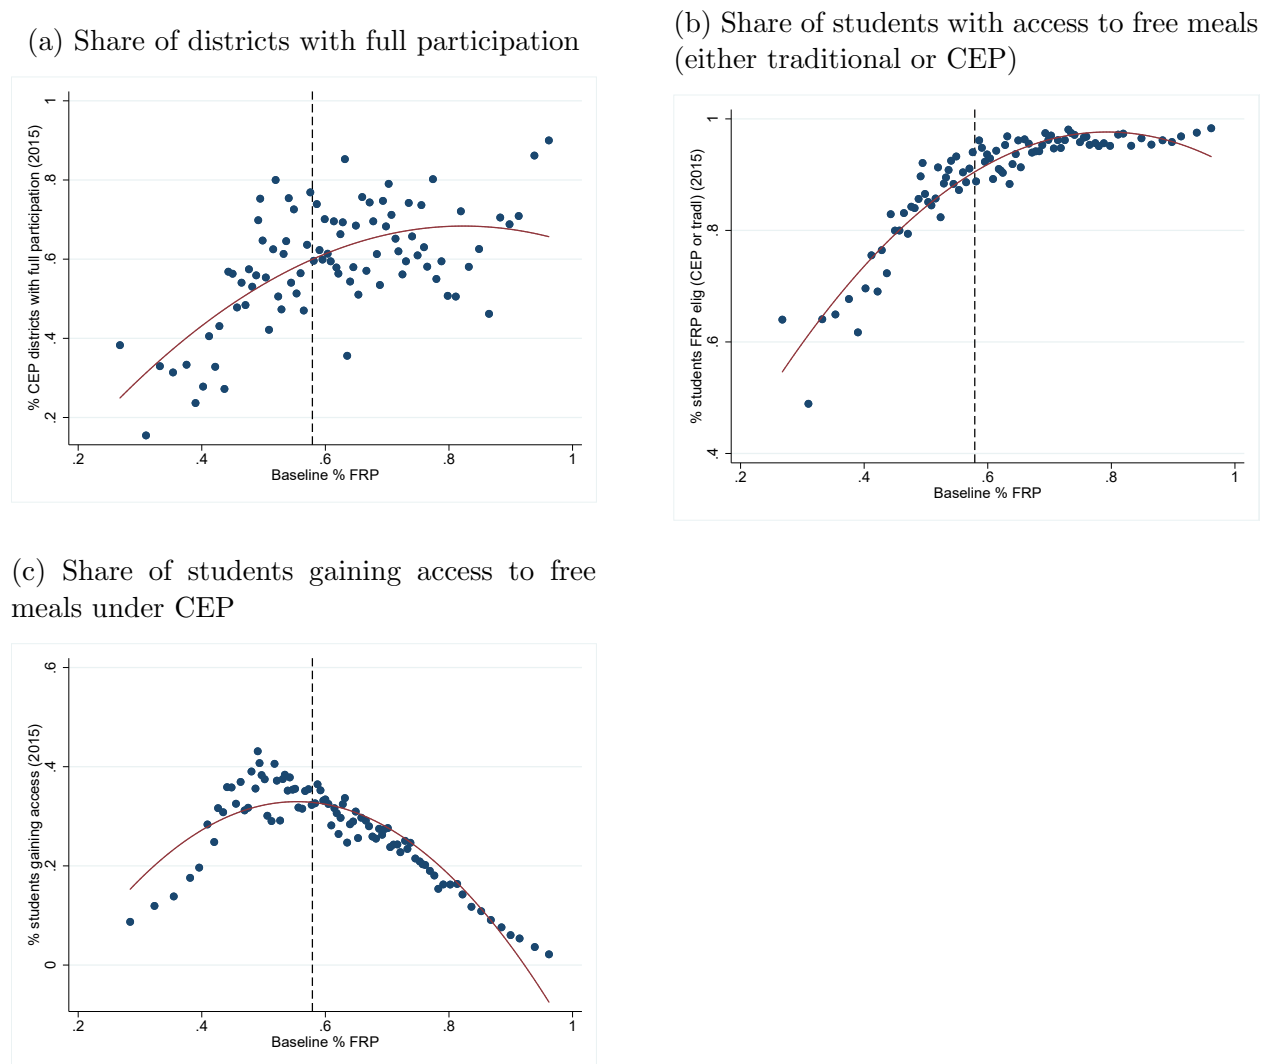 (a) Share of districts with full participation
% CEP districts with full participation (2015)
1
.8
.6
.4
.2
.2 .4 .6 .8 1
Baseline % FRP
(b) Share of students with access to free meals
(either traditional or CEP)
% students FRP elig (CEP or tradl) (2015)
1
.8
.6
.4
.2 .4 .6 .8 1
Baseline % FRP
(c) Share of students gaining access to free
meals under CEP
% students gaining access (2015)
.6
.4
.2
0
.2 .4 .6 .8 1
Baseline % FRP